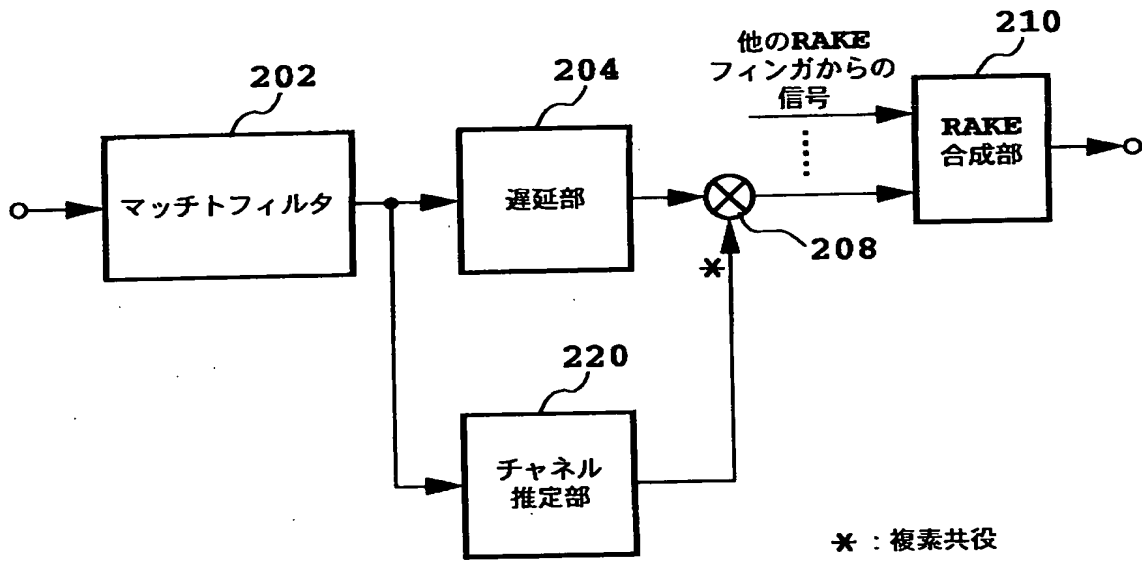 210
他のRAKE
フィンガからの
信号
202
204
RAKE
合成部
マッチトフィルタ
遅延部
208
*
220
チャネル
推定部
* : 複素共役